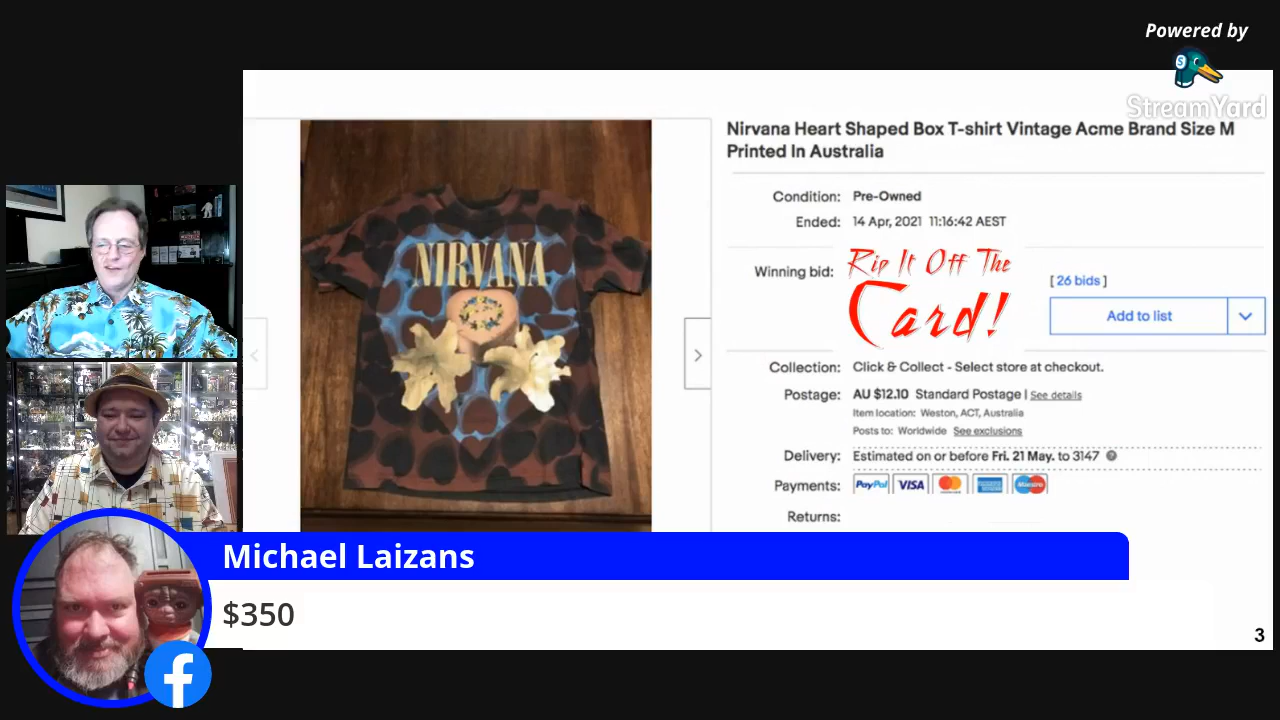 Powered by
StreamYard
Nirvana Heart Shaped Box T-shirt Vintage Acme Brand Size M
Printed In Australia
Condition: Pre-Owned
Ended: 14 Apr, 2021 11:16:42 AEST
Winning bid: Rip It Off The
Card!
[ 26 bids ]
Add to list
Collection: Click & Collect - Select store at checkout.
Postage: AU $12.10 Standard Postage | See details
Item location: Weston, ACT, Australia
Posts to: Worldwide See exclusions
Delivery: Estimated on or before Fri. 21 May. to 3147
Payments: PayPal VISA MasterCard Maestro
Returns:
NIRVANA
Michael Laizans
$350
3